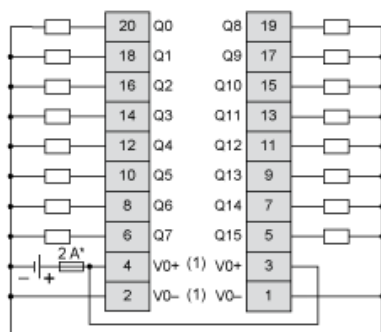 20 Q0 Q8 19
18 Q1 Q9 17
16 Q2 Q10 15
14 Q3 Q11 13
12 Q4 Q12 11
10 Q5 Q13 9
8 Q6 Q14 7
6 Q7 Q15 5
2 A*
– + 4 V0+ (1) V0+ 3
2 V0– (1) V0– 1